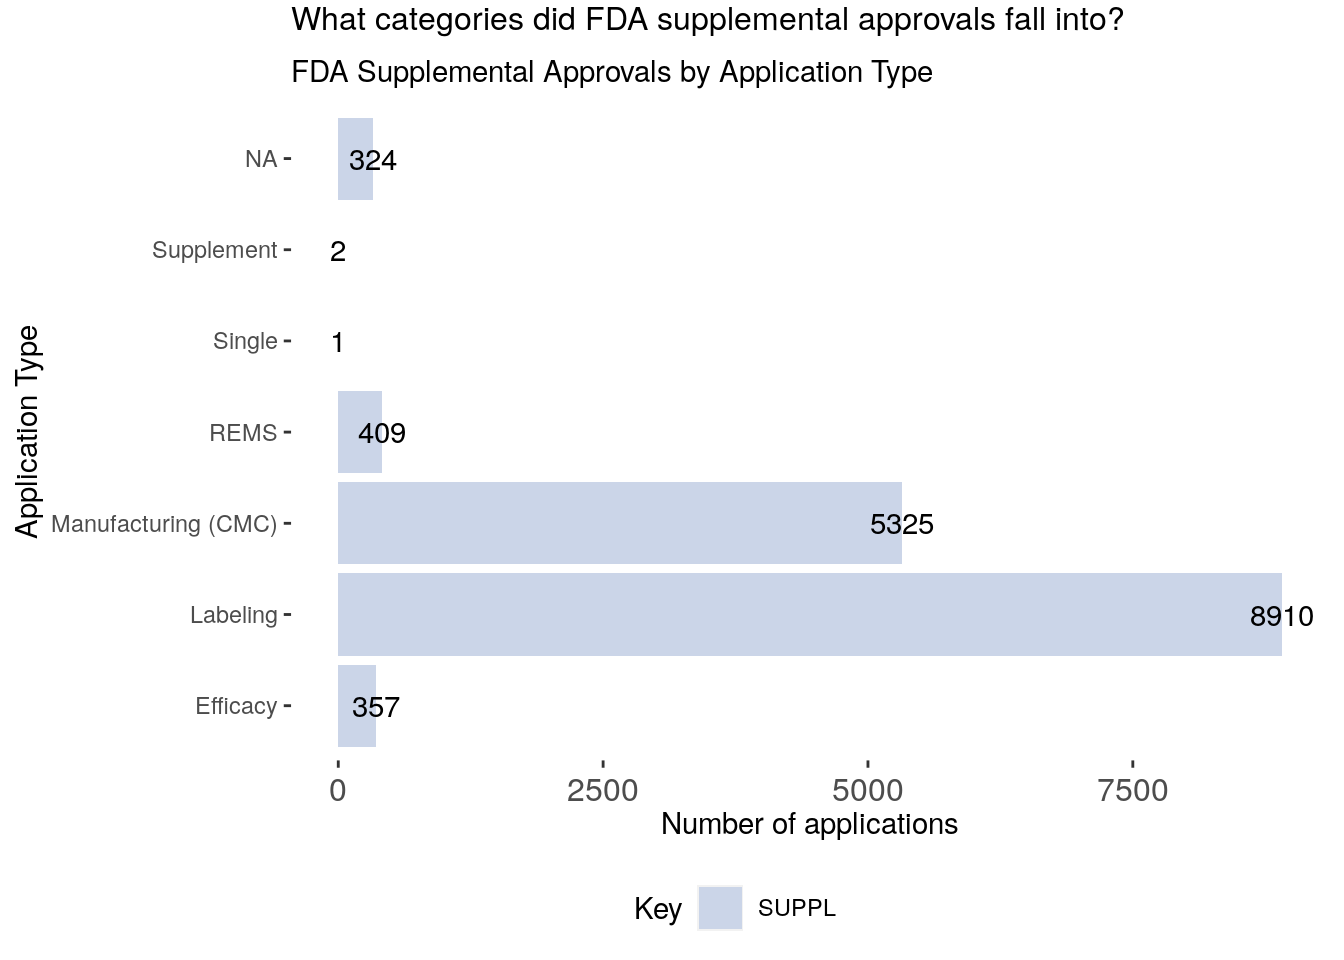 What categories did FDA supplemental approvals fall into?
FDA Supplemental Approvals by Application Type
Application Type
NA
324
Supplement
2
Single
1
REMS
409
Manufacturing (CMC)
5325
Labeling
8910
Efficacy
357
0 2500 5000 7500
Number of applications
Key SUPPL